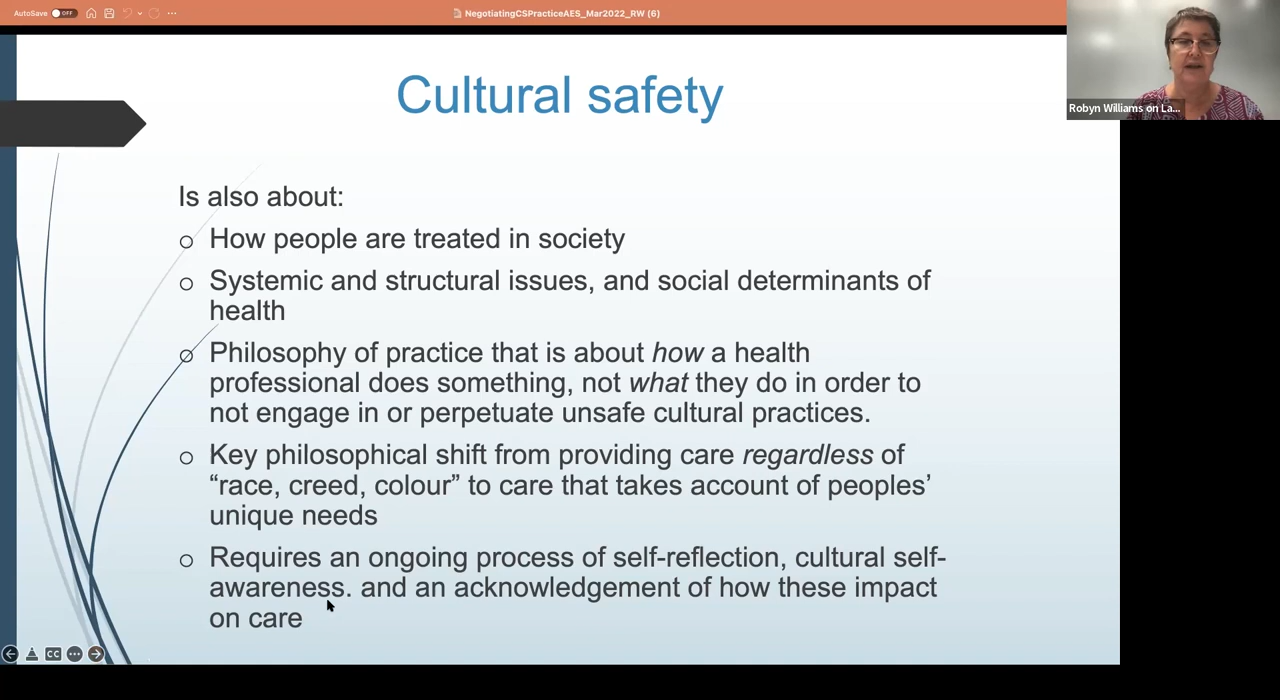 AutoSave OFF
NegotiatingCSPracticeAES_Mar2022_RW (6)
Robyn Williams on La...
Cultural safety
Is also about:
o How people are treated in society
o Systemic and structural issues, and social determinants of
health
o Philosophy of practice that is about how a health
professional does something, not what they do in order to
not engage in or perpetuate unsafe cultural practices.
o Key philosophical shift from providing care regardless of
“race, creed, colour” to care that takes account of peoples’
unique needs
o Requires an ongoing process of self-reflection, cultural self-
awareness. and an acknowledgement of how these impact
on care
CC